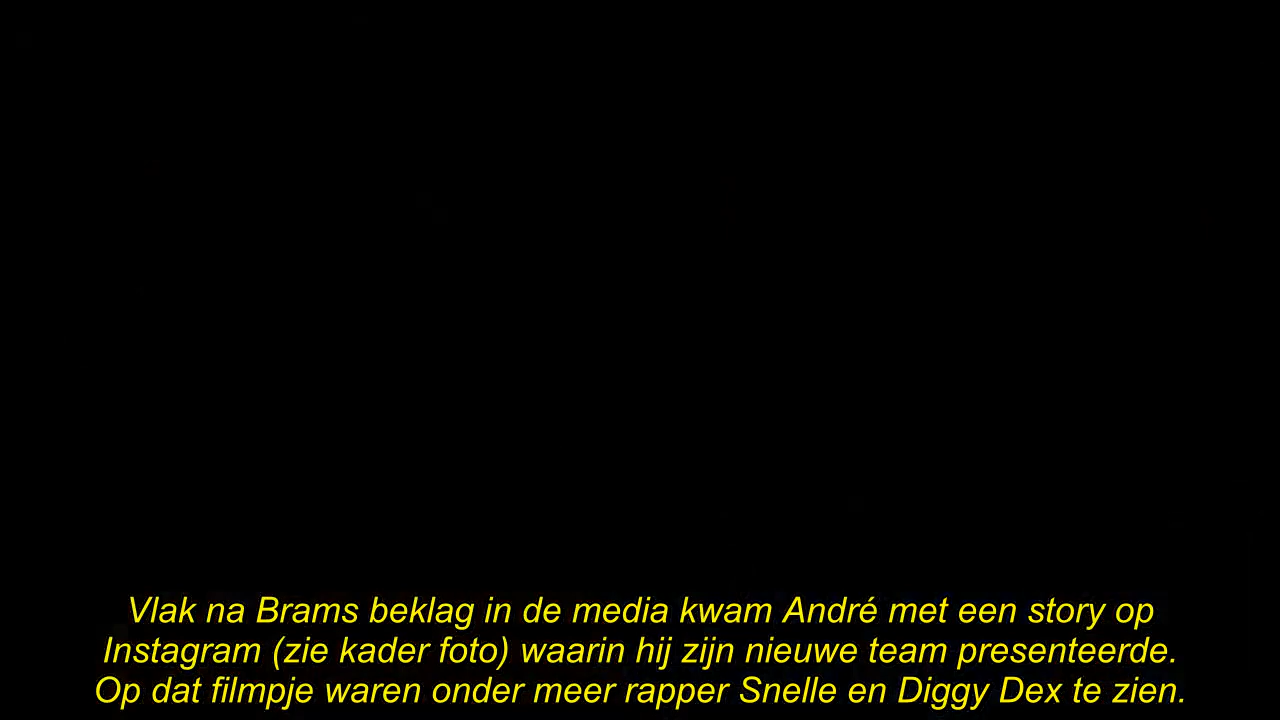 Vlak na Brams beklag in de media kwam André met een story op
Instagram (zie kader foto) waarin hij zijn nieuwe team presenteerde.
Op dat filmpje waren onder meer rapper Snelle en Diggy Dex te zien.